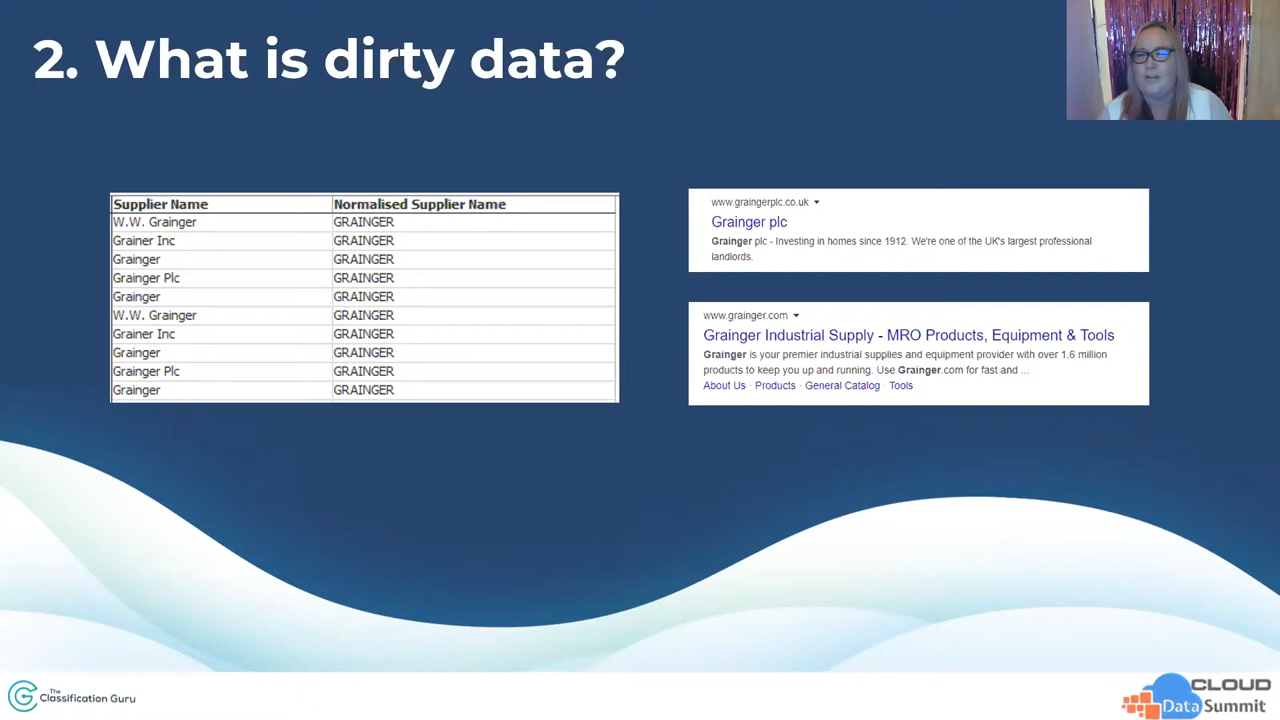 2. What is dirty data?
Supplier Name Normalised Supplier Name
W.W. Grainger GRAINGER
Grainer Inc GRAINGER
Grainger GRAINGER
Grainger Plc GRAINGER
Grainger GRAINGER
W.W. Grainger GRAINGER
Grainer Inc GRAINGER
Grainger GRAINGER
Grainger Plc GRAINGER
Grainger GRAINGER
www.graingerplc.co.uk
Grainger plc
Grainger plc - Investing in homes since 1912. We're one of the UK's largest professional
landlords.
www.grainger.com
Grainger Industrial Supply - MRO Products, Equipment & Tools
Grainger is your premier industrial supplies and equipment provider with over 1.6 million
products to keep you up and running. Use Grainger.com for fast and ...
About Us · Products · General Catalog · Tools
The
Classification Guru
CLOUD
Data Summit